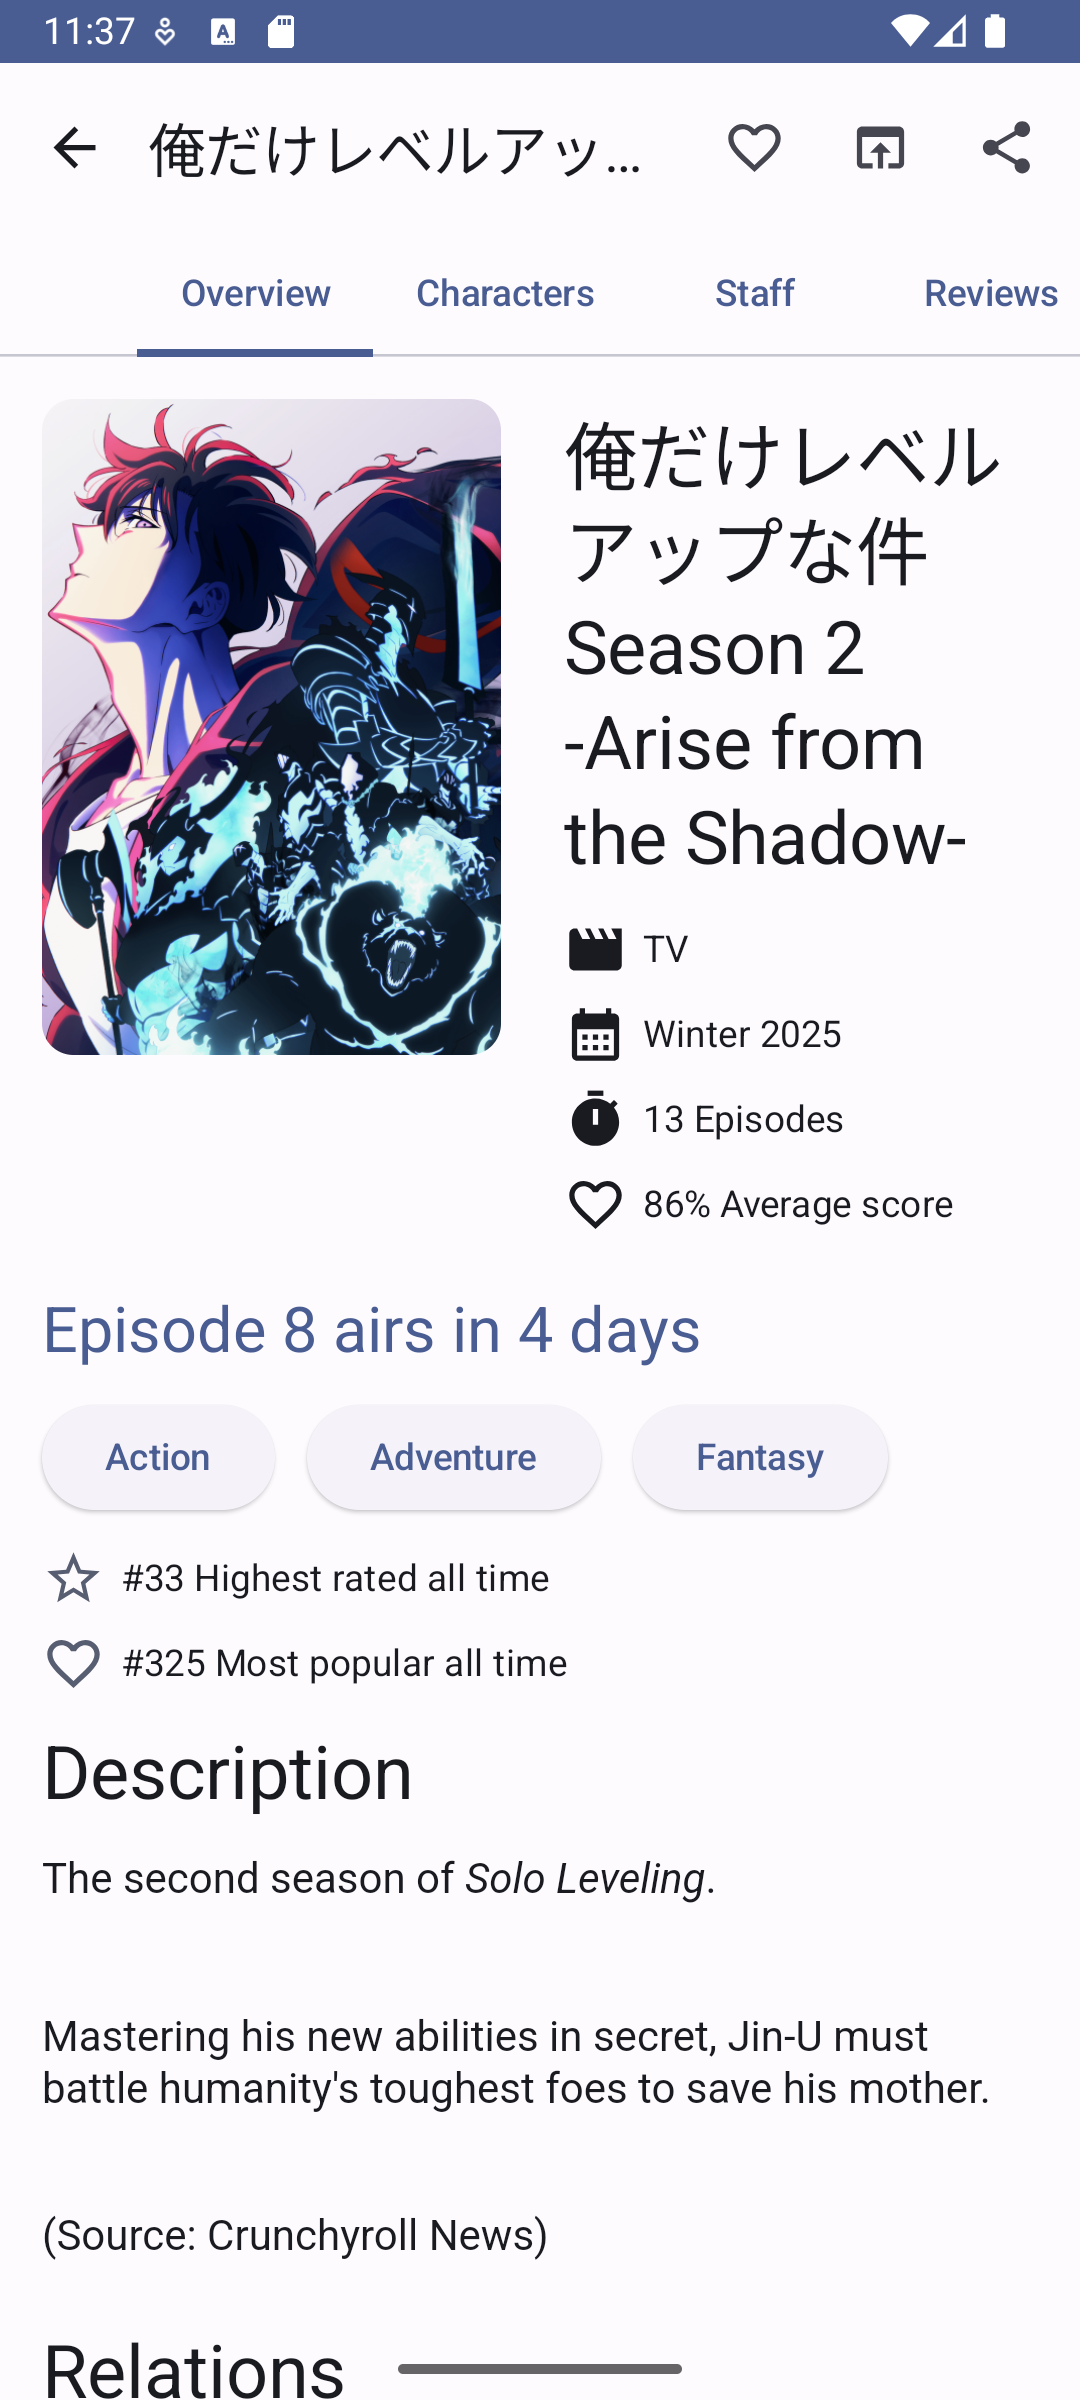 11:37
俺だけレベルアッ...
Overview
Characters
Staff
Reviews
俺だけレベル
アップな件
Season 2
-Arise from
the Shadow-
TV
Winter 2025
13 Episodes
86% Average score
Episode 8 airs in 4 days
Action
Adventure
Fantasy
#33 Highest rated all time
#325 Most popular all time
Description
The second season of Solo Leveling.
Mastering his new abilities in secret, Jin-U must
battle humanity's toughest foes to save his mother.
(Source: Crunchyroll News)
Relations